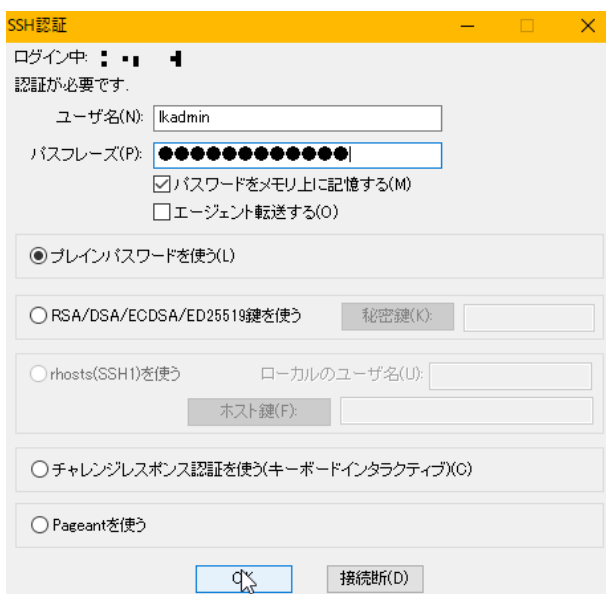 SSH認証
ログイン中:
認証が必要です.
ユーザ名(N): lkadmin
パスフレーズ(P): ●●●●●●●●●●●●
パスワードをメモリ上に記憶する(M)
エージェント転送する(O)
プレインパスワードを使う(L)
RSA/DSA/ECDSA/ED25519鍵を使う 秘密鍵(K):
rhosts(SSH1)を使う ローカルのユーザ名(U):
ホスト鍵(F):
チャレンジレスポンス認証を使う(キーボードインタラクティブ)(C)
Pageantを使う
OK 接続断(D)